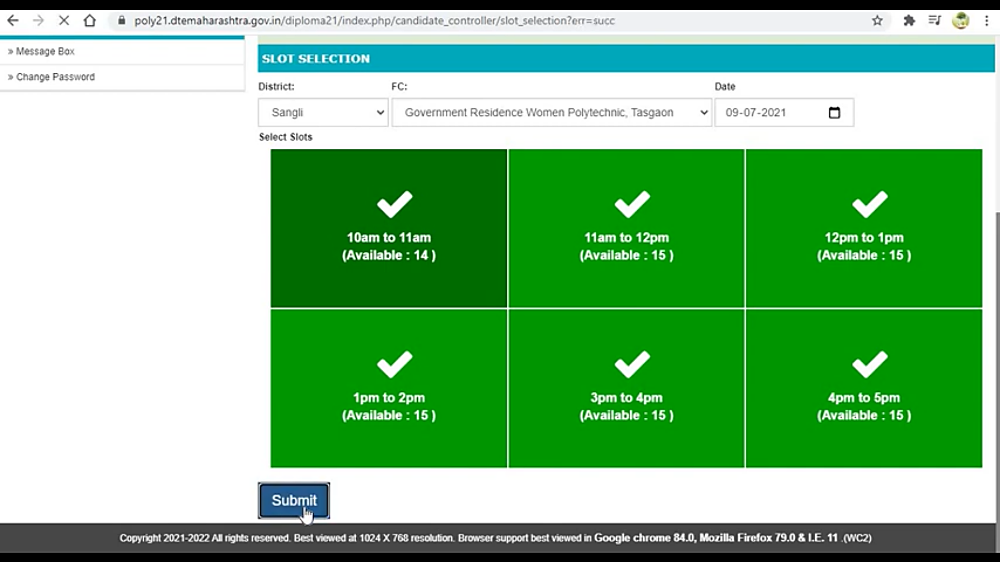 poly21.dtemaharashtra.gov.in/diploma21/index.php/candidate_controller/slot_selection?err=succ
» Message Box
» Change Password
SLOT SELECTION
District: FC: Date
Sangli Government Residence Women Polytechnic, Tasgaon 09-07-2021
Select Slots
10am to 11am 11am to 12pm 12pm to 1pm
(Available : 14 ) (Available : 15 ) (Available : 15 )
1pm to 2pm 3pm to 4pm 4pm to 5pm
(Available : 15 ) (Available : 15 ) (Available : 15 )
Submit
Copyright 2021-2022 All rights reserved. Best viewed at 1024 X 768 resolution. Browser support best viewed in Google chrome 84.0, Mozilla Firefox 79.0 & I.E. 11 .(WC2)